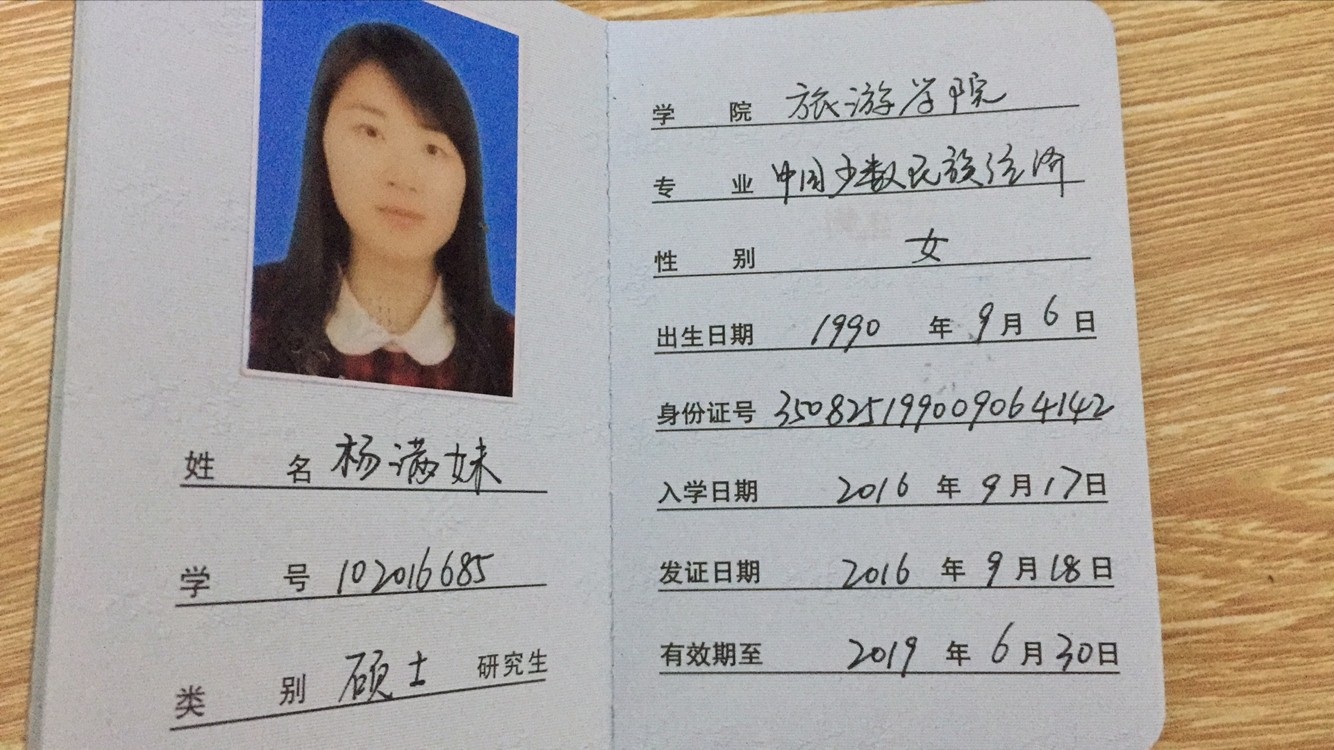 姓 名 杨满妹
学 号 102016685
类 别 硕士 研究生
学 院 旅游学院
专 业 中国少数民族经济
性 别 女
出生日期 1990 年 9 月 6 日
身份证号 350825199009064142
入学日期 2016 年 9 月 17 日
发证日期 2016 年 9 月 18 日
有效期至 2019 年 6 月 30 日